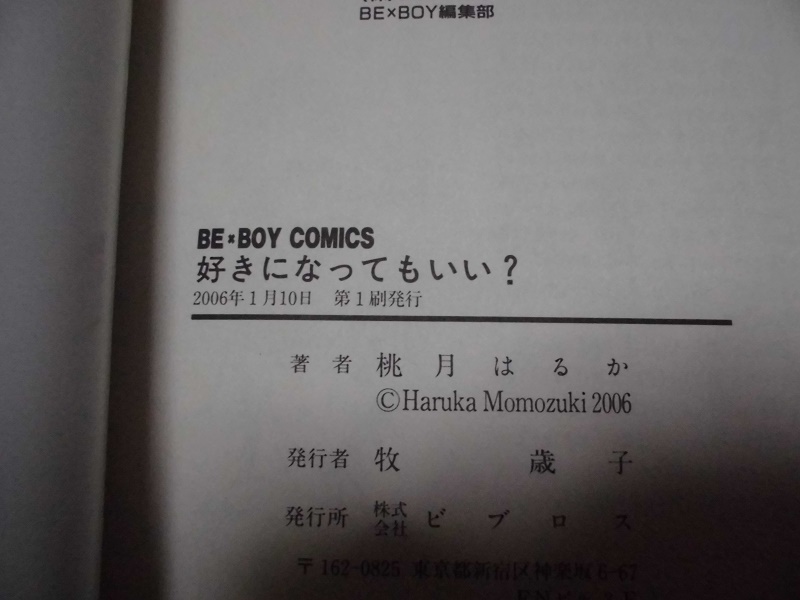 BE×BOY編集部
BE×BOY COMICS
好きになってもいい?
2006年1月10日 第1刷発行
著者 桃月はるか
©Haruka Momozuki 2006
発行者 牧 歳子
発行所 株式会社 ビブロス
〒162-0825 東京都新宿区神楽坂6-67